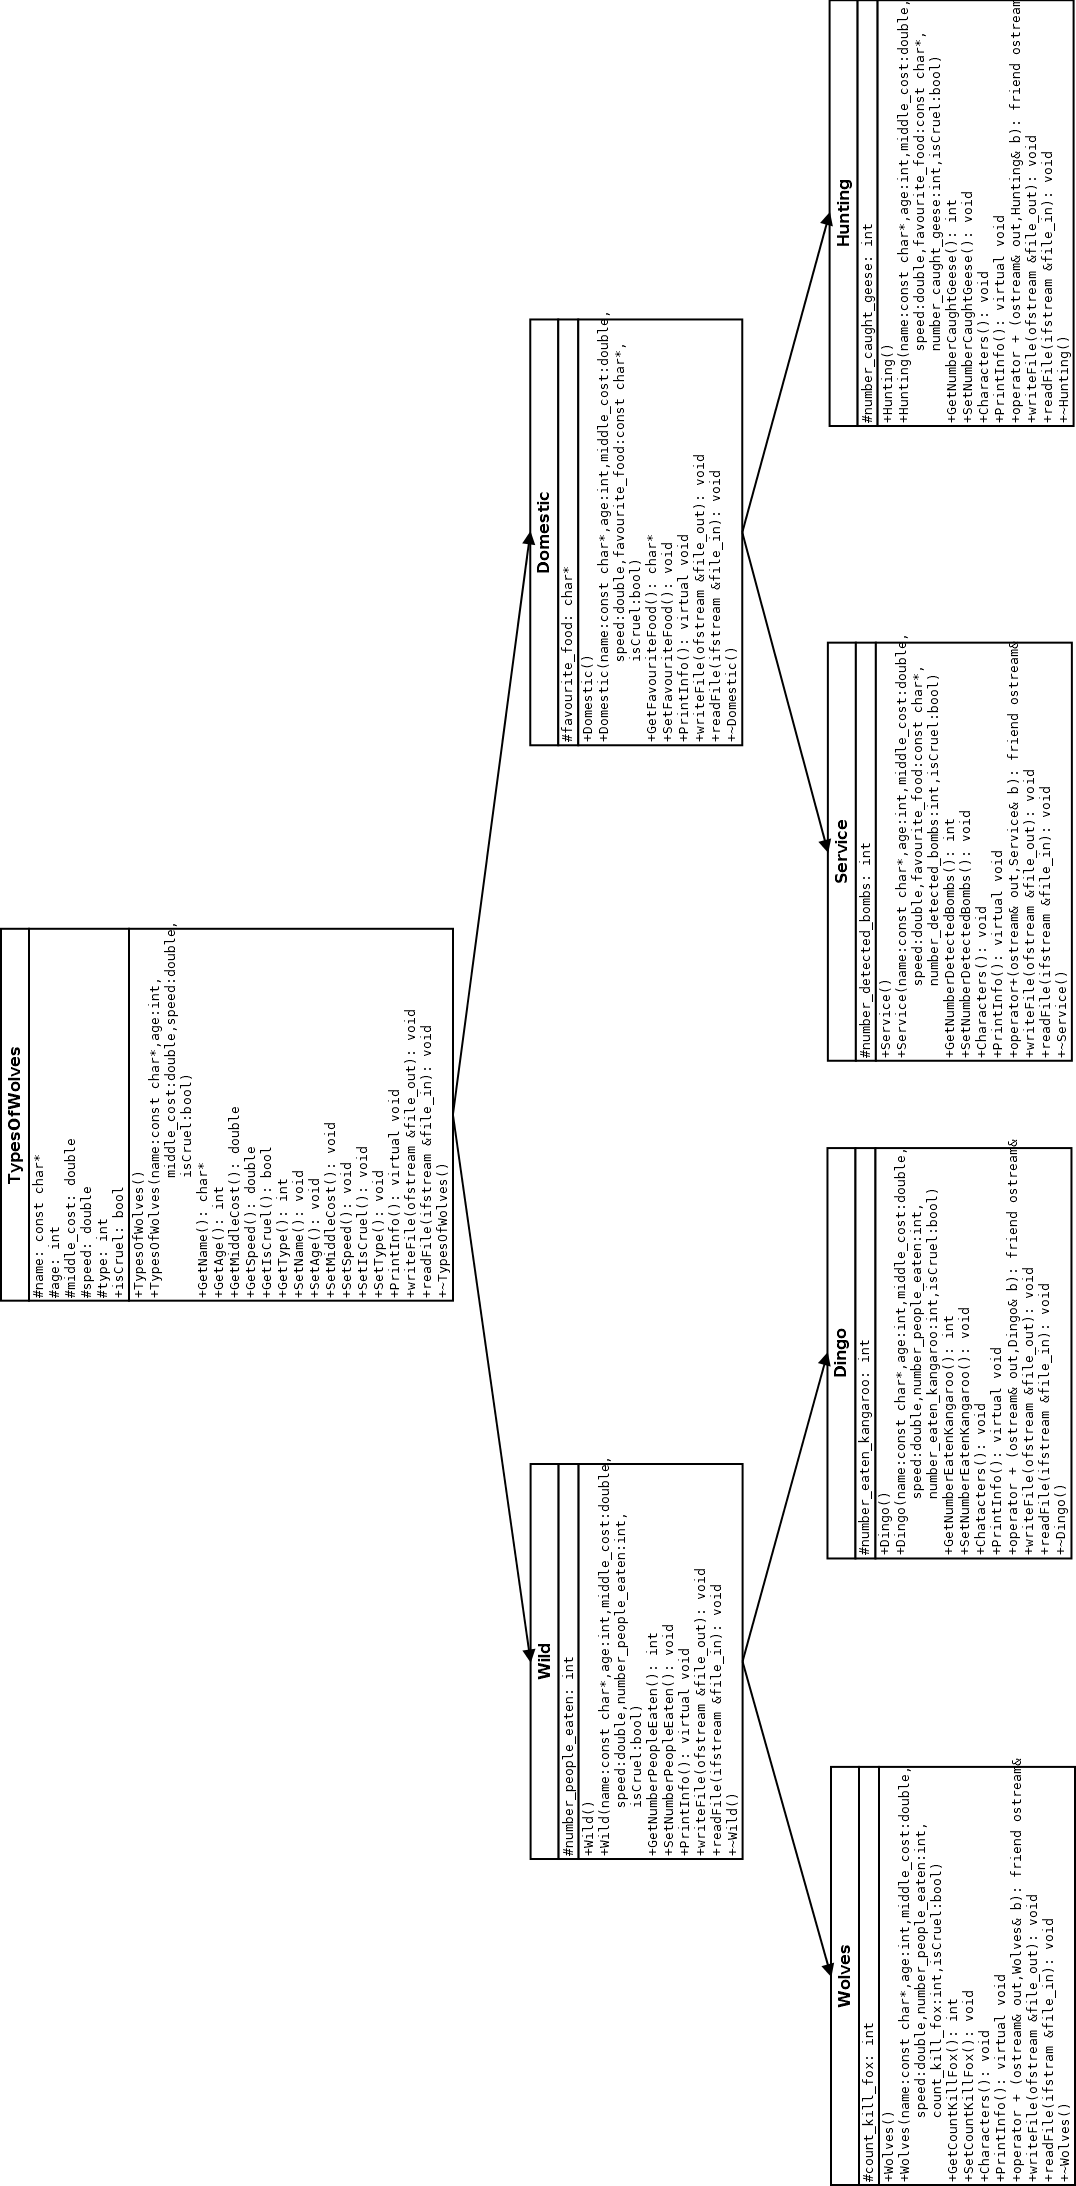 TypesOfWolves
#name: const char*
#age: int
#middle_cost: double
#speed: double
#type: int
+isCruel: bool
+TypesOfWolves()
+TypesOfWolves(name:const char*,age:int,
middle_cost:double,speed:double,
isCruel:bool)
+GetName(): char*
+GetAge(): int
+GetMiddleCost(): double
+GetSpeed(): double
+GetIsCruel(): bool
+GetType(): int
+SetName(): void
+SetAge(): void
+SetMiddleCost(): void
+SetSpeed(): void
+SetIsCruel(): void
+SetType(): void
+PrintInfo(): virtual void
+writeFile(ofstream &file_out): void
+readFile(ifstream &file_in): void
+~TypesOfWolves()
Wild
#number_people_eaten: int
+Wild()
+Wild(name:const char*,age:int,middle_cost:double,
speed:double,number_people_eaten:int,
isCruel:bool)
+GetNumberPeopleEaten(): int
+SetNumberPeopleEaten(): void
+PrintInfo(): virtual void
+writeFile(ofstream &file_out): void
+readFile(ifstream &file_in): void
+~Wild()
Domestic
#favourite_food: char*
+Domestic()
+Domestic(name:const char*,age:int,middle_cost:double,
speed:double,favourite_food:const char*,
isCruel:bool)
+GetFavouriteFood(): char*
+SetFavouriteFood(): void
+PrintInfo(): virtual void
+writeFile(ofstream &file_out): void
+readFile(ifstream &file_in): void
+~Domestic()
Wolves
#count_kill_fox: int
+Wolves()
+Wolves(name:const char*,age:int,middle_cost:double,
speed:double,number_people_eaten:int,
count_kill_fox:int,isCruel:bool)
+GetCountKillFox(): int
+SetCountKillFox(): void
+Characters(): void
+PrintInfo(): virtual void
+operator + (ostream& out,Wolves& b): friend ostream&
+writeFile(ofstream &file_out): void
+readFile(ifstram &file_in): void
+~Wolves()
Dingo
#number_eaten_kangaroo: int
+Dingo()
+Dingo(name:const char*,age:int,middle_cost:double,
speed:double,number_people_eaten:int,
number_eaten_kangaroo:int,isCruel:bool)
+GetNumberEatenKangaroo(): int
+SetNumberEatenKangaroo(): void
+Chatacters(): void
+PrintInfo(): virtual void
+operator + (ostream& out,Dingo& b): friend ostream&
+writeFile(ofstream &file_out): void
+readFile(ifstream &file_in): void
+~Dingo()
Service
#number_detected_bombs: int
+Service()
+Service(name:const char*,age:int,middle_cost:double,
speed:double,favourite_food:const char*,
number_detected_bombs:int,isCruel:bool)
+GetNumberDetectedBombs(): int
+SetNumberDetectedBombs(): void
+Characters(): void
+PrintInfo(): virtual void
+operator+(ostream& out,Service& b): friend ostream&
+writeFile(ofstream &file_out): void
+readFile(ifstream &file_in): void
+~Service()
Hunting
#number_caught_geese: int
+Hunting()
+Hunting(name:const char*,age:int,middle_cost:double,
speed:double,favourite_food:const char*,
number_caught_geese:int,isCruel:bool)
+GetNumberCaughtGeese(): int
+SetNumberCaughtGeese(): void
+Characters(): void
+PrintInfo(): virtual void
+operator + (ostream& out,Hunting& b): friend ostream
+writeFile(ofstream &file_out): void
+readFile(ifstream &file_in): void
+~Hunting()